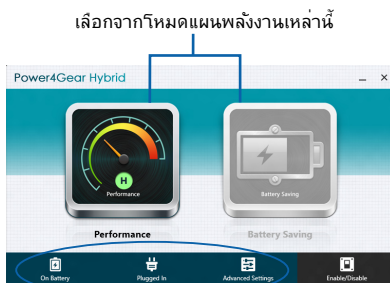 เลือกจากโหมดแผนพลังงานเหล่านี้
Power4Gear Hybrid
H
Performance
Battery Saving
Performance
Battery Saving
On Battery
Plugged In
Advanced Settings
Enable/Disable